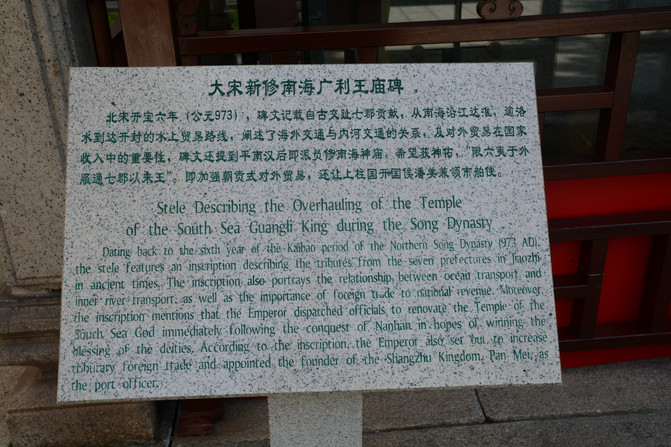 大宋新修南海广利王庙碑
北宋开宝六年（公元973），碑文记载自古交趾七郡贡献，从南海沿江达淮，逾洛
水到达开封的水上贸易路线，阐述了海外交通与内河交通的关系，及对外贸易在国家
收入中的重要性，碑文还提到平南汉后即派员修南海神庙，希望获神祐，"限六夷于外
服通七郡以来王"。即加强朝贡式对外贸易，还让上柱国开国侯潘美兼领市舶使。
Stele Describing the Overhauling of the Temple
of the South Sea Guangli King during the Song Dynasty
Dating back to the sixth year of the Kaibao period of the Northern Song Dynasty (973 AD),
the stele features an inscription describing the tributes from the seven prefectures in Jiaozhi
in ancient times. The inscription also portrays the relationship between ocean transport and
inner river transport, as well as the importance of foreign trade to national revenue. Moreover,
the inscription mentions that the Emperor dispatched officials to renovate the Temple of the
South Sea God immediately following the conquest of Nanhan in hopes of winning the
blessing of the deities. According to the inscription, the Emperor also set out to increase
tributary foreign trade and appointed the founder of the Shangzhu Kingdom, Pan Mei, as
the port officer.